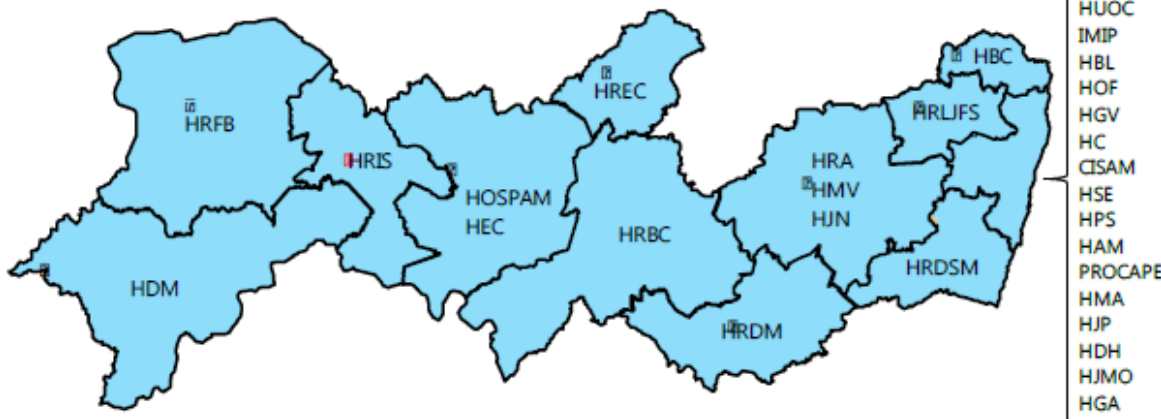 HRFB
HRIS
HOSPAM
HEC
HREC
HRBC
HDM
HRDM
HRA
HMV
HJN
HRLJFS
HBC
HRDSM
HUOC
IMIP
HBL
HOF
HGV
HC
CISAM
HSE
HPS
HAM
PROCAPE
HMA
HJP
HDH
HJMO
HGA